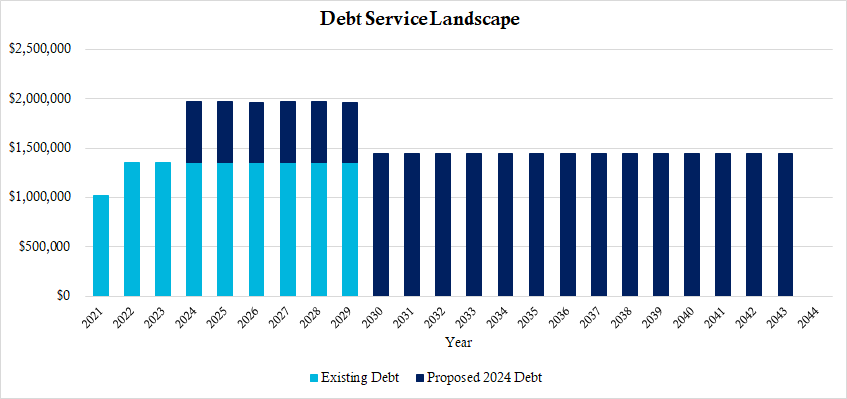 Debt Service Landscape
$2,500,000
$2,000,000
$1,500,000
$1,000,000
$500,000
$0
2021 2022 2023 2024 2025 2026 2027 2028 2029 2030 2031 2032 2033 2034 2035 2036 2037 2038 2039 2040 2041 2042 2043 2044
Year
Existing Debt Proposed 2024 Debt